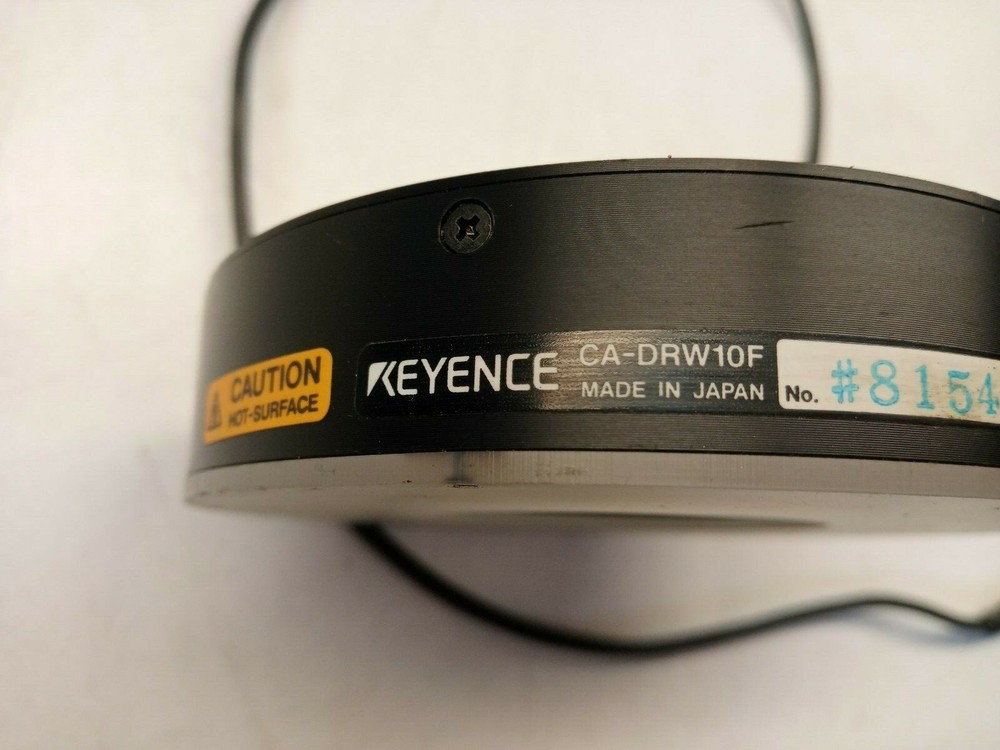 CAUTION
HOT-SURFACE
KEYENCE
CA-DRW10F
MADE IN JAPAN
No. #8154